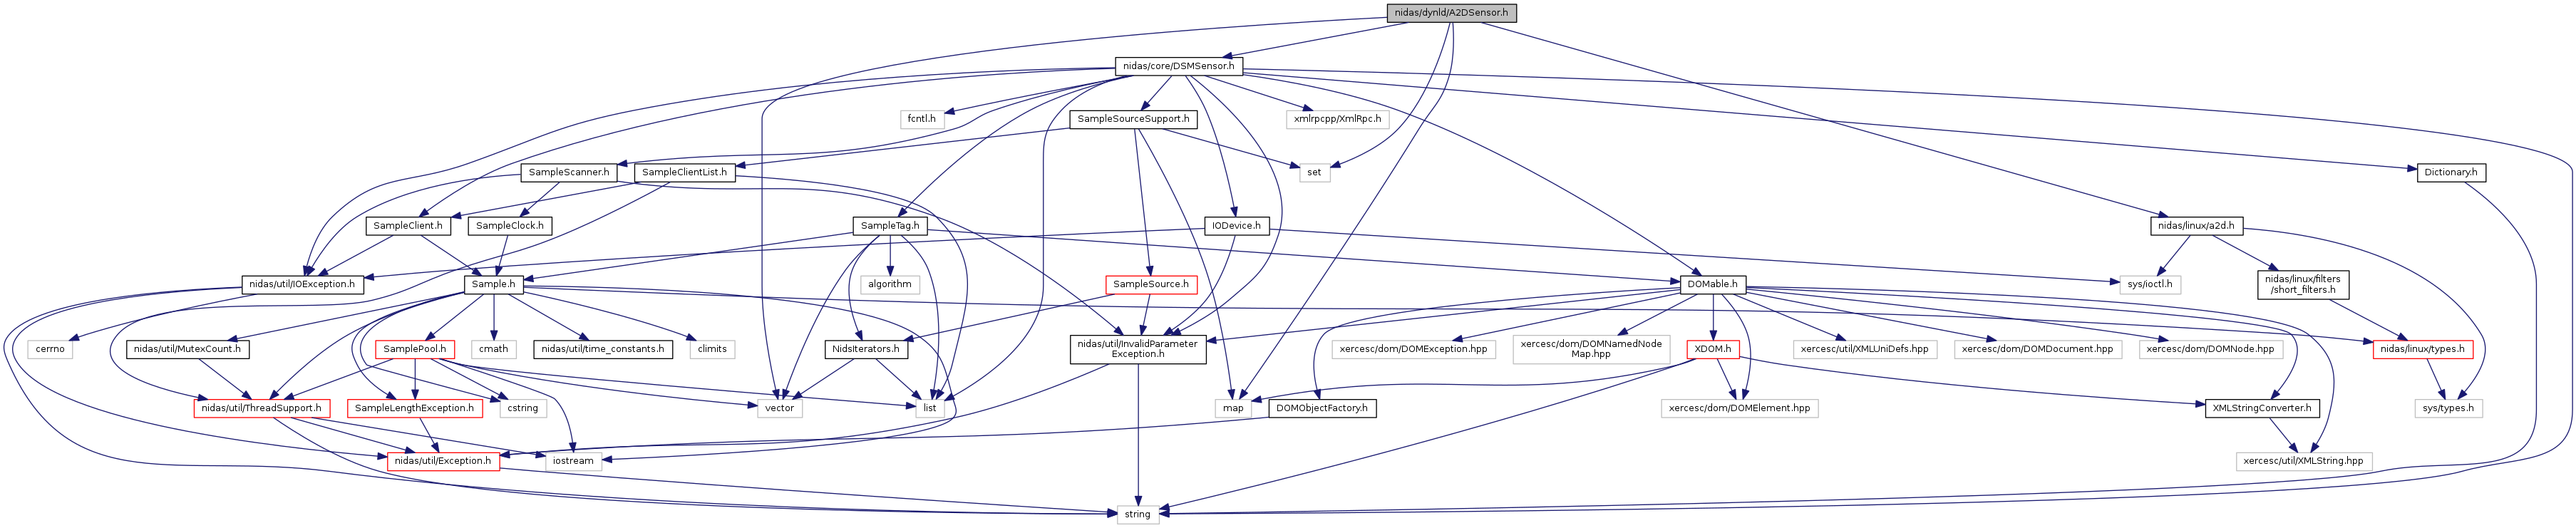 nidas/dynld/A2DSensor.h
nidas/core/DSMSensor.h
fcntl.h
SampleSourceSupport.h
xmlrpcpp/XmlRpc.h
SampleScanner.h
SampleClientList.h
set
Dictionary.h
SampleClient.h
SampleClock.h
SampleTag.h
IODevice.h
nidas/linux/a2d.h
nidas/util/IOException.h
Sample.h
algorithm
SampleSource.h
DOMable.h
sys/ioctl.h
nidas/linux/filters
/short_filters.h
cerrno
nidas/util/MutexCount.h
SamplePool.h
cmath
nidas/util/time_constants.h
climits
NidsIterators.h
nidas/util/InvalidParameter
Exception.h
xercesc/dom/DOMException.hpp
xercesc/dom/DOMNamedNode
Map.hpp
XDOM.h
xercesc/util/XMLUniDefs.hpp
xercesc/dom/DOMDocument.hpp
xercesc/dom/DOMNode.hpp
nidas/linux/types.h
nidas/util/ThreadSupport.h
SampleLengthException.h
cstring
vector
list
map
DOMObjectFactory.h
xercesc/dom/DOMElement.hpp
XMLStringConverter.h
sys/types.h
nidas/util/Exception.h
iostream
xercesc/util/XMLString.hpp
string